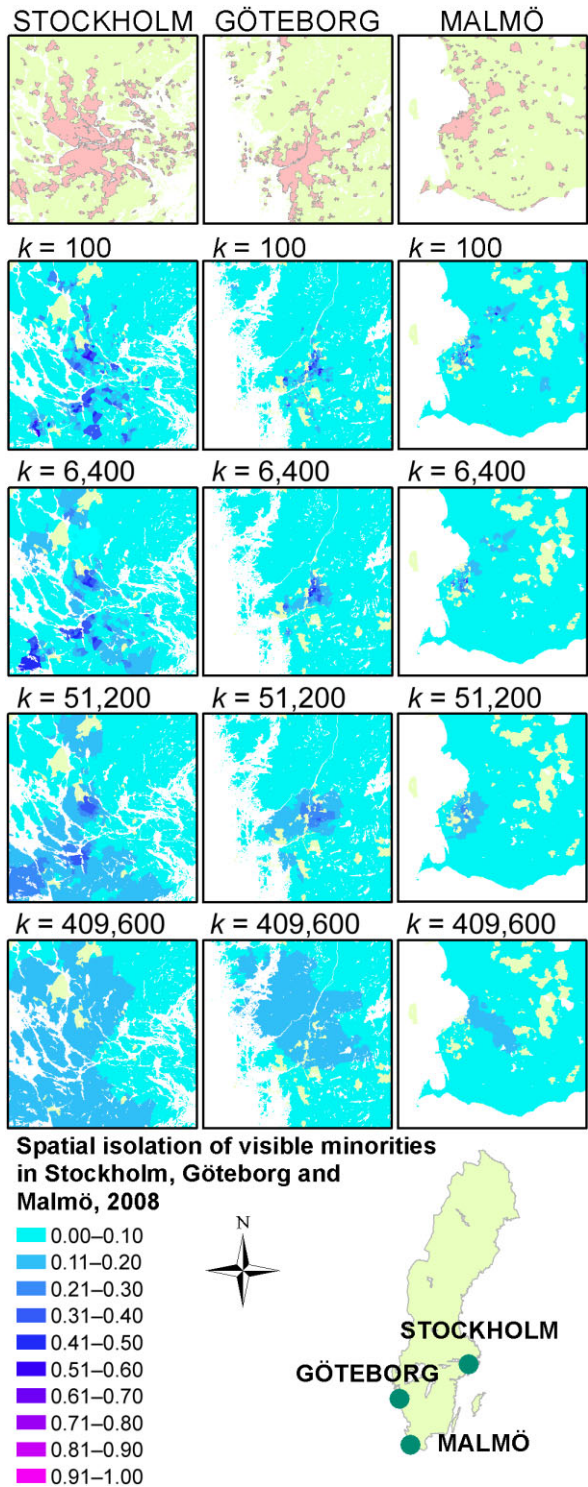 STOCKHOLM GÖTEBORG MALMÖ
k = 100 k = 100 k = 100
k = 6,400 k = 6,400 k = 6,400
k = 51,200 k = 51,200 k = 51,200
k = 409,600 k = 409,600 k = 409,600
Spatial isolation of visible minorities
in Stockholm, Göteborg and
Malmö, 2008
0.00–0.10
0.11–0.20
0.21–0.30
0.31–0.40
0.41–0.50
0.51–0.60
0.61–0.70
0.71–0.80
0.81–0.90
0.91–1.00
N
STOCKHOLM
GÖTEBORG
MALMÖ